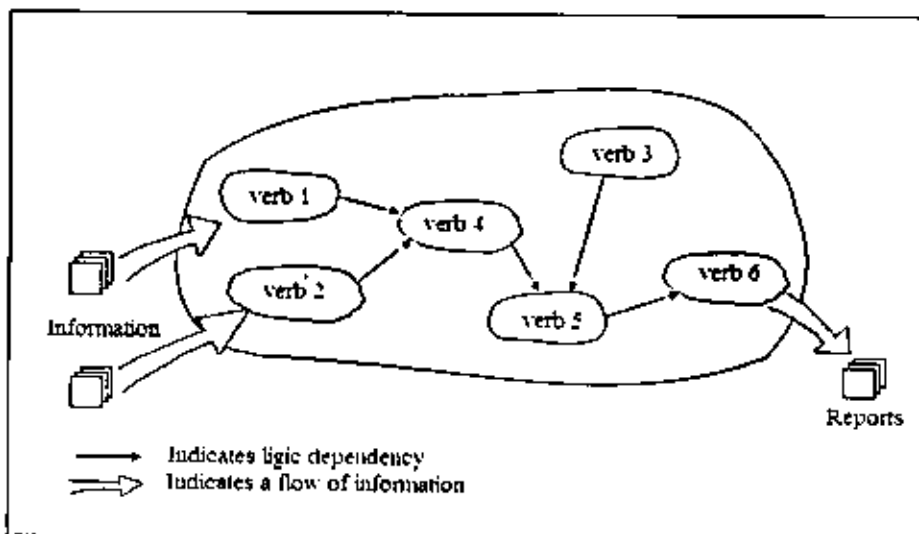 verb 3
verb 1
verb 4
verb 2
verb 6
verb 5
Information
Reports
Indicates ligic dependency
Indicates a flow of information